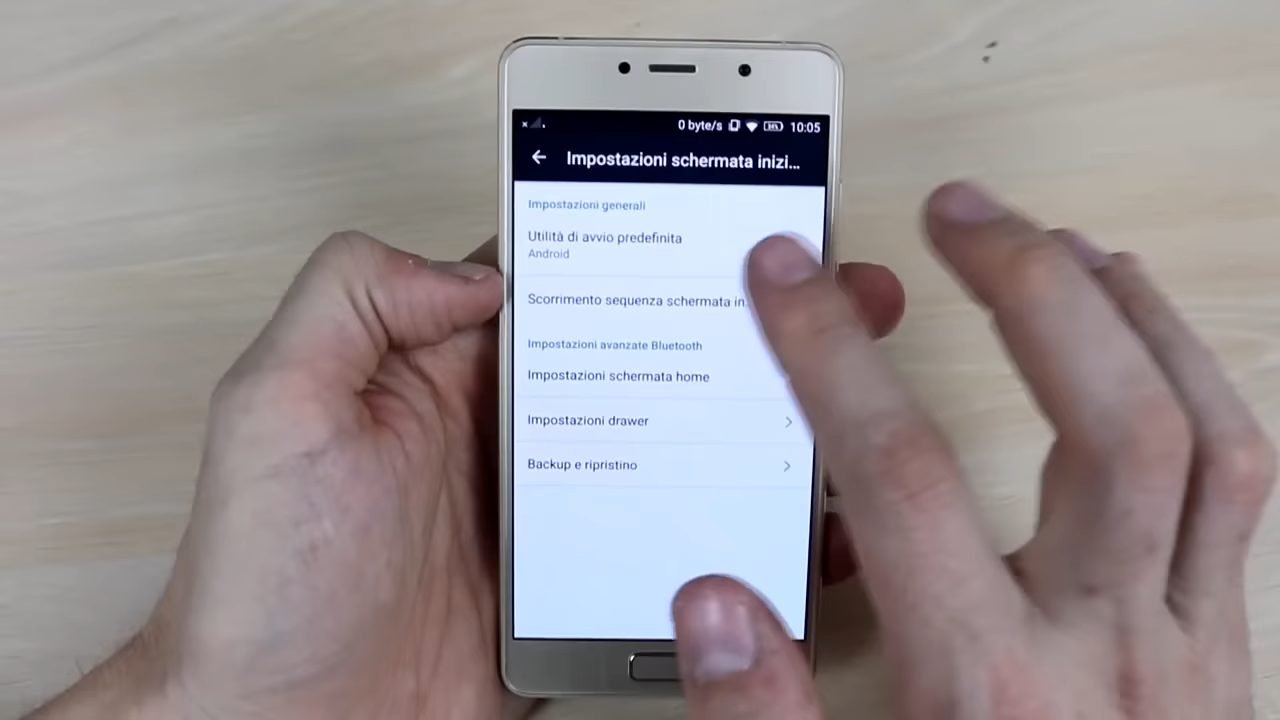 0 byte/s 10:05
Impostazioni schermata inizi...
Impostazioni generali
Utilità di avvio predefinita
Android
Scorrimento sequenza schermata in
Impostazioni avanzate Bluetooth
Impostazioni schermata home
Impostazioni drawer
Backup e ripristino